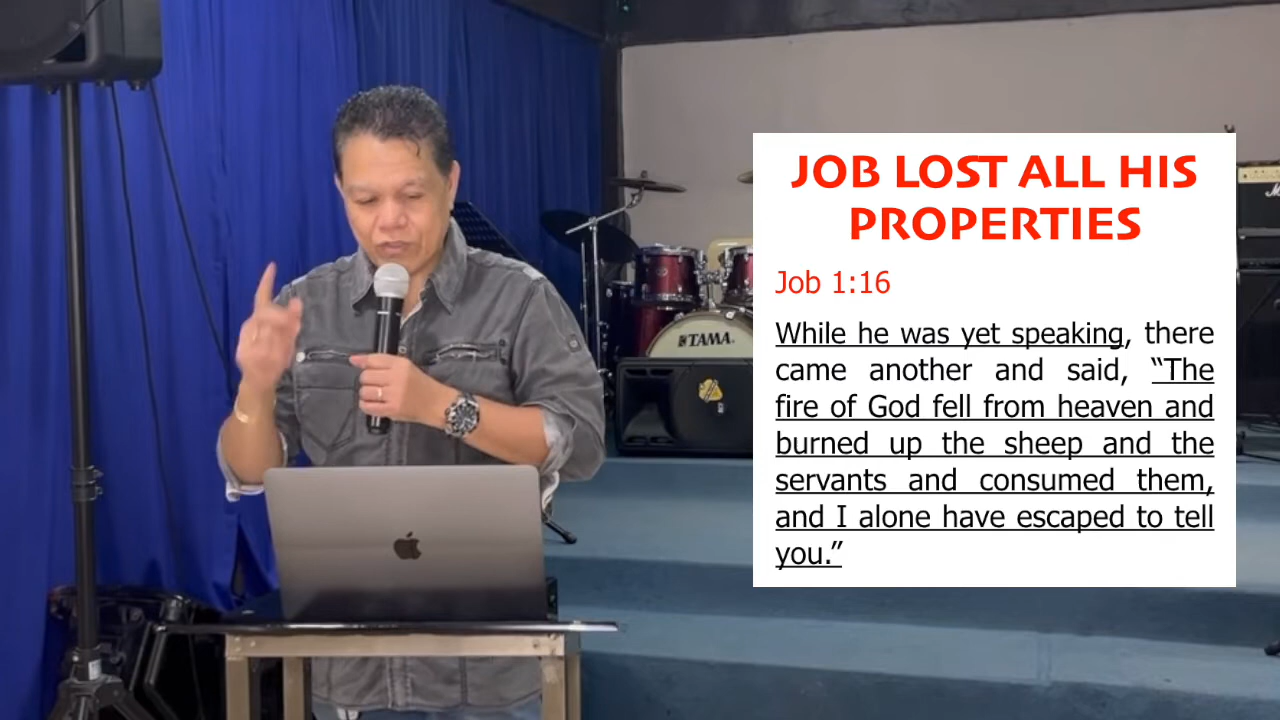 JOB LOST ALL HIS
PROPERTIES
Job 1:16
While he was yet speaking, there
came another and said, “The
fire of God fell from heaven and
burned up the sheep and the
servants and consumed them,
and I alone have escaped to tell
you.”
TAMA